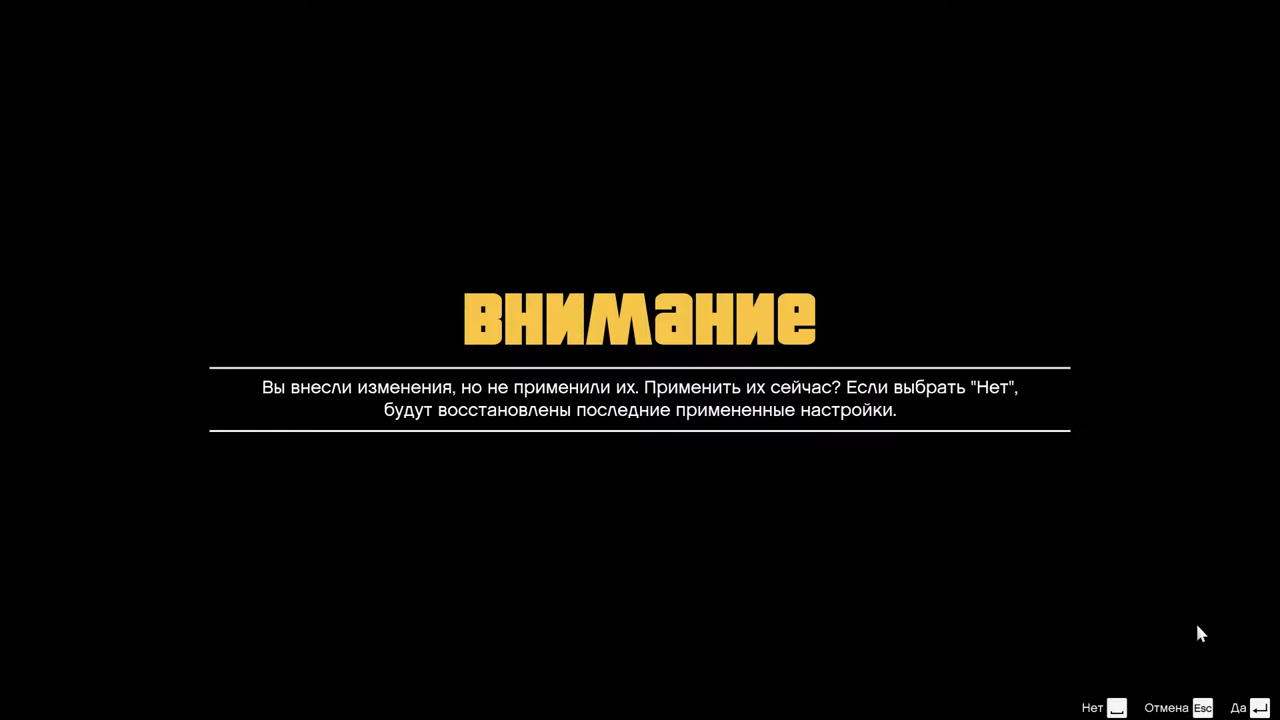 внимание
Вы внесли изменения, но не применили их. Применить их сейчас? Если выбрать "Нет",
будут восстановлены последние примененные настройки.
Нет Отмена Esc Да